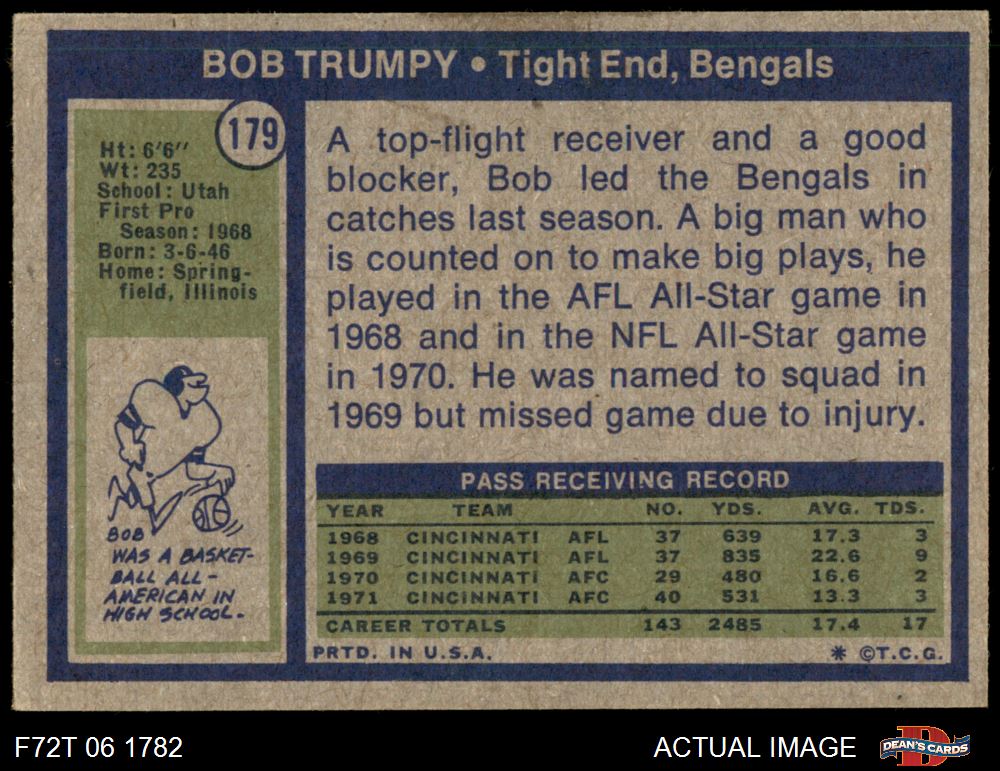 BOB TRUMPY • Tight End, Bengals
179
Ht: 6'6''
Wt: 235
School: Utah
First Pro
Season: 1968
Born: 3-6-46
Home: Spring-
field, Illinois
BOB
WAS A BASKET-
BALL ALL-
AMERICAN IN
HIGH SCHOOL.
A top-flight receiver and a good
blocker, Bob led the Bengals in
catches last season. A big man who
is counted on to make big plays, he
played in the AFL All-Star game in
1968 and in the NFL All-Star game
in 1970. He was named to squad in
1969 but missed game due to injury.
PASS RECEIVING RECORD
YEAR TEAM NO. YDS. AVG. TDS.
1968 CINCINNATI AFL 37 639 17.3 3
1969 CINCINNATI AFL 37 835 22.6 9
1970 CINCINNATI AFC 29 480 16.6 2
1971 CINCINNATI AFC 40 531 13.3 3
CAREER TOTALS 143 2485 17.4 17
PRTD. IN U.S.A. * ©T.C.G.
F72T 06 1782 ACTUAL IMAGE
DEAN'S CARDS